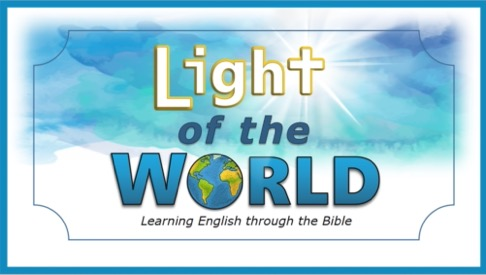 Light
of the
WORLD
Learning English through the Bible